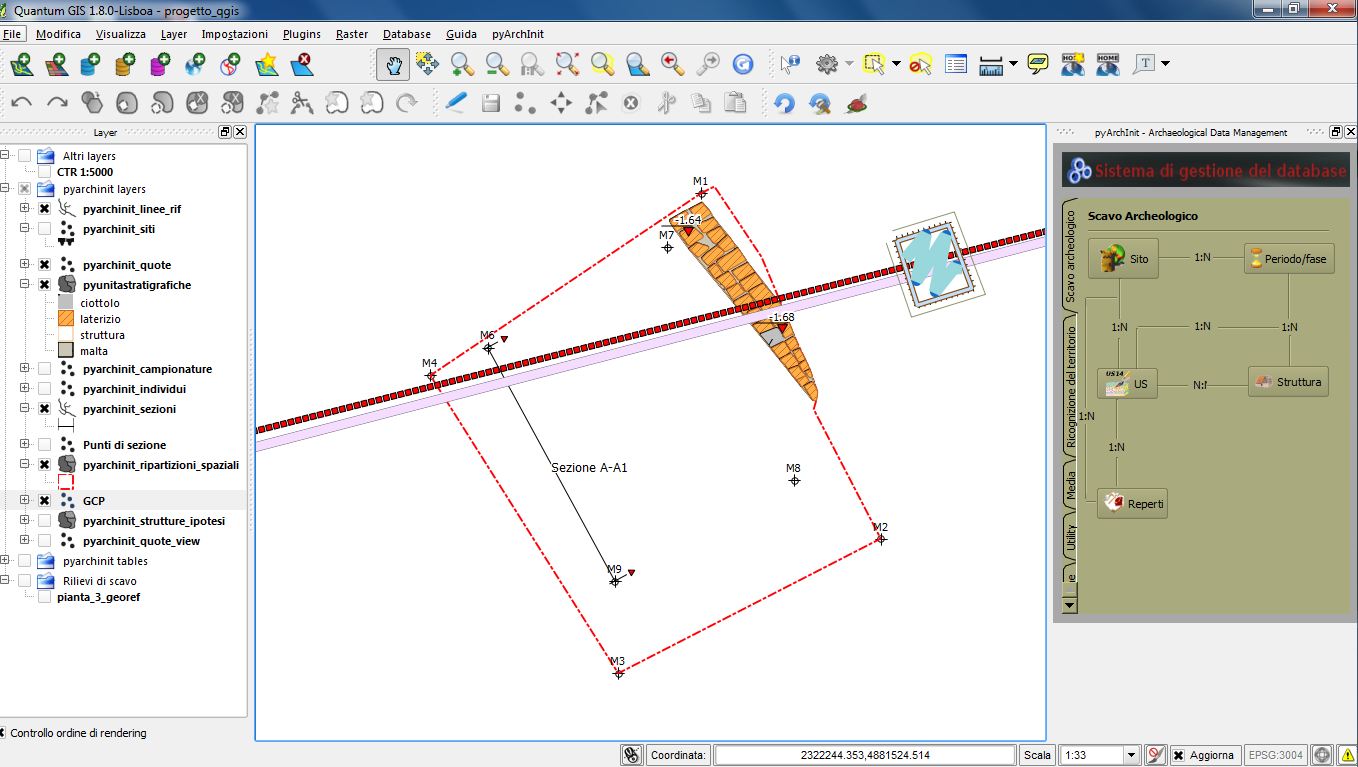 Quantum GIS 1.8.0-Lisboa - progetto_qgis
File Modifica Visualizza Layer Impostazioni Plugins Raster Database Guida pyArchInit
HOME
T
Layer
Altri layers
CTR 1:5000
pyarchinit layers
pyarchinit_linee_rif
pyarchinit_siti
pyarchinit_quote
pyunitastratigrafiche
ciottolo
laterizio
struttura
malta
pyarchinit_campionature
pyarchinit_individui
pyarchinit_sezioni
Punti di sezione
pyarchinit_ripartizioni_spaziali
GCP
pyarchinit_strutture_ipotesi
pyarchinit_quote_view
pyarchinit tables
Rilievi di scavo
pianta_3_georef
Controllo ordine di rendering
M1
-1.64
M7
-1.68
M6
M4
Sezione A-A1
M8
M2
M9
M3
pyArchInit - Archaeological Data Management
Sistema di gestione del database
Scavo archeologico
Ricognizione del territorio
Media
Utility
Scavo Archeologico
Sito
1:N
Periodo/fase
1:N
1:N
1:N
US14
US
N:N
Struttura
1:N
1:N
Reperti
Coordinata:
2322244.353,4881524.514
Scala
1:33
Aggiorna
EPSG:3004